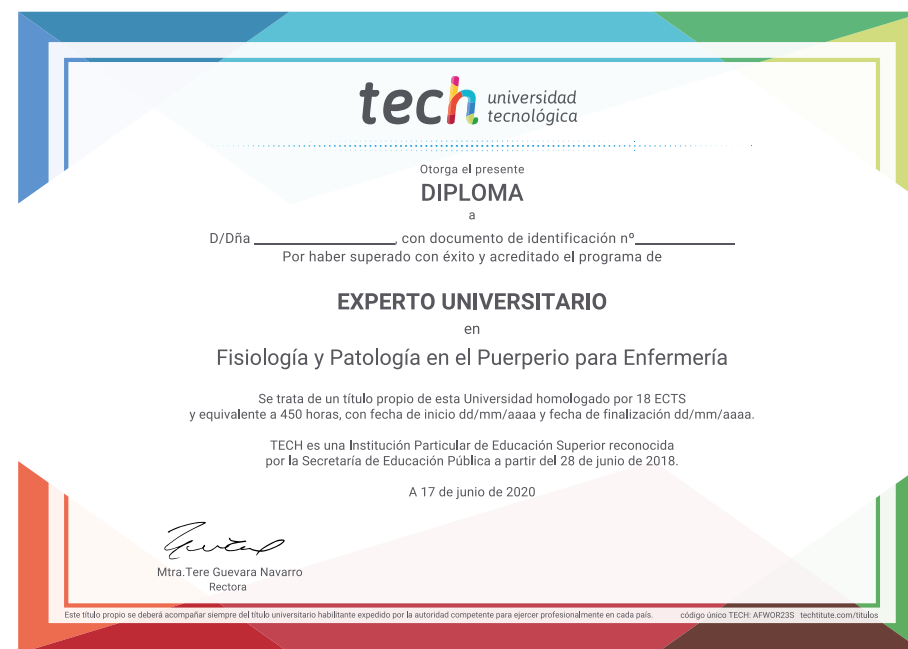 tech universidad
tecnológica
Otorga el presente
DIPLOMA
a
D/Dña ____________________, con documento de identificación nº______________
Por haber superado con éxito y acreditado el programa de
EXPERTO UNIVERSITARIO
en
Fisiología y Patología en el Puerperio para Enfermería
Se trata de un título propio de esta Universidad homologado por 18 ECTS
y equivalente a 450 horas, con fecha de inicio dd/mm/aaaa y fecha de finalización dd/mm/aaaa.
TECH es una Institución Particular de Educación Superior reconocida
por la Secretaría de Educación Pública a partir del 28 de junio de 2018.
A 17 de junio de 2020
Mtra.Tere Guevara Navarro
Rectora
Este título propio se deberá acompañar siempre del título universitario habilitante expedido por la autoridad competente para ejercer profesionalmente en cada país. código único TECH: AFWOR23S techtitute.com/titulos